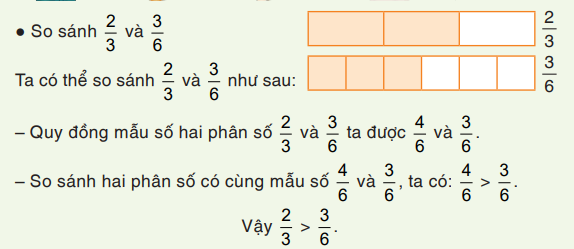 ● So sánh 2/3 và 3/6
2/3
Ta có thể so sánh 2/3 và 3/6 như sau:
3/6
– Quy đồng mẫu số hai phân số 2/3 và 3/6 ta được 4/6 và 3/6.
– So sánh hai phân số có cùng mẫu số 4/6 và 3/6, ta có: 4/6 > 3/6.
Vậy 2/3 > 3/6.